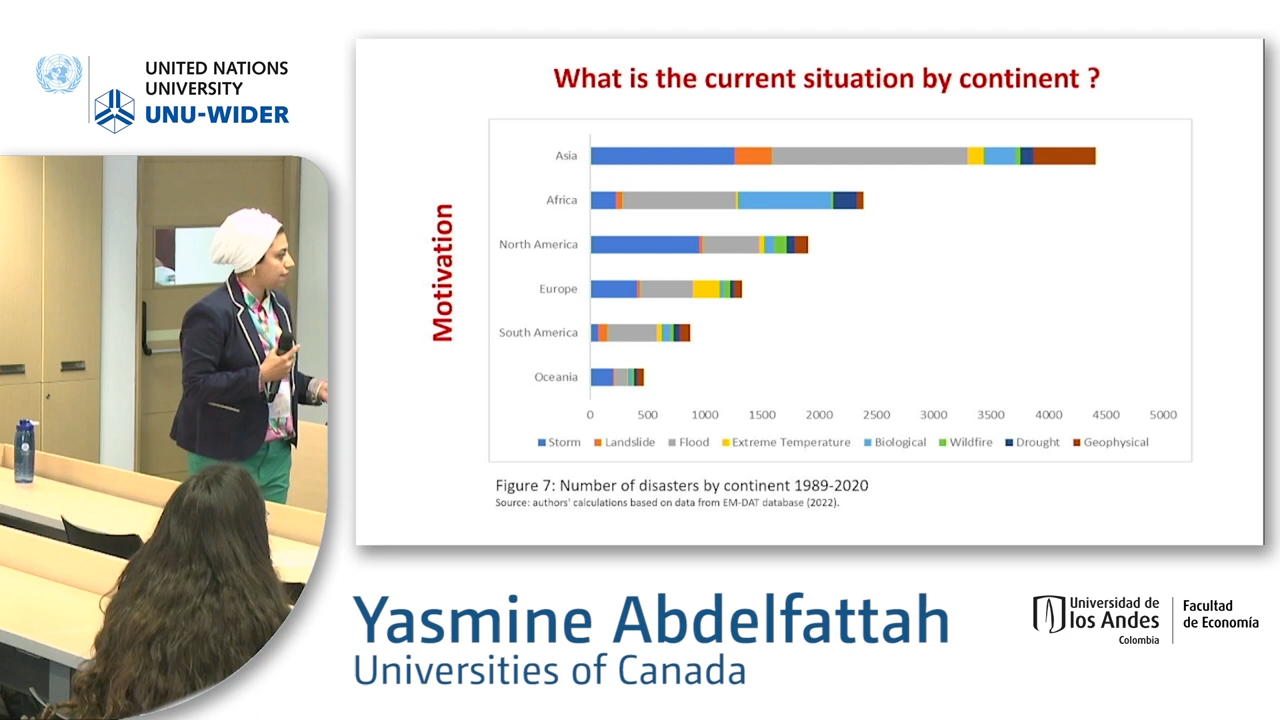 UNITED NATIONS
UNIVERSITY
UNU-WIDER
What is the current situation by continent ?
Motivation
Asia
Africa
North America
Europe
South America
Oceania
0 500 1000 1500 2000 2500 3000 3500 4000 4500 5000
Storm Landslide Flood Extreme Temperature Biological Wildfire Drought Geophysical
Figure 7: Number of disasters by continent 1989-2020
Source: authors' calculations based on data from EM-DAT database (2022).
Yasmine Abdelfattah
Universities of Canada
Universidad de
los Andes
Colombia
Facultad
de Economía